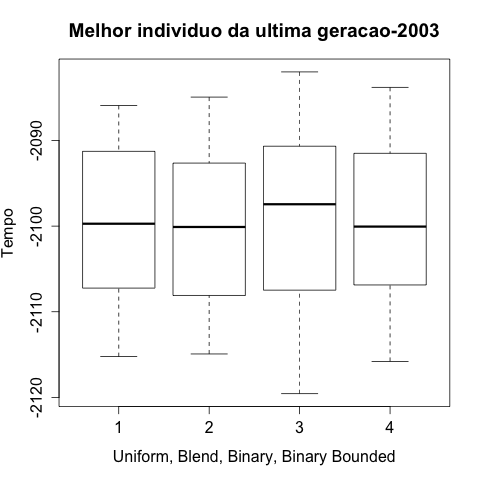 Melhor individuo da ultima geracao-2003
Tempo
-2090
-2100
-2110
-2120
1 2 3 4
Uniform, Blend, Binary, Binary Bounded